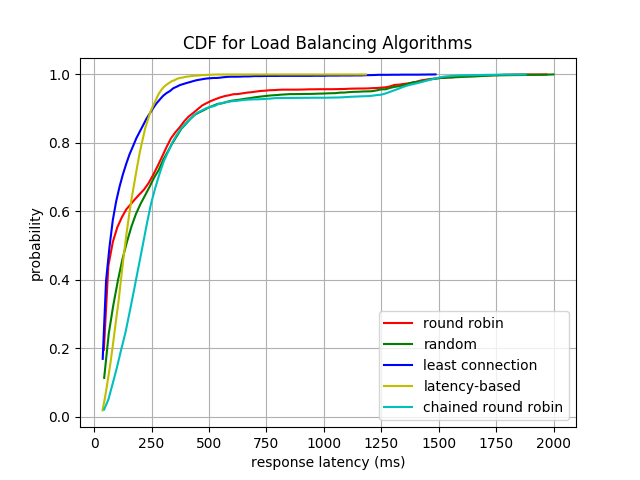 CDF for Load Balancing Algorithms
1.0
0.8
0.6
0.4
0.2
0.0
probability
round robin
random
least connection
latency-based
chained round robin
0 250 500 750 1000 1250 1500 1750 2000
response latency (ms)